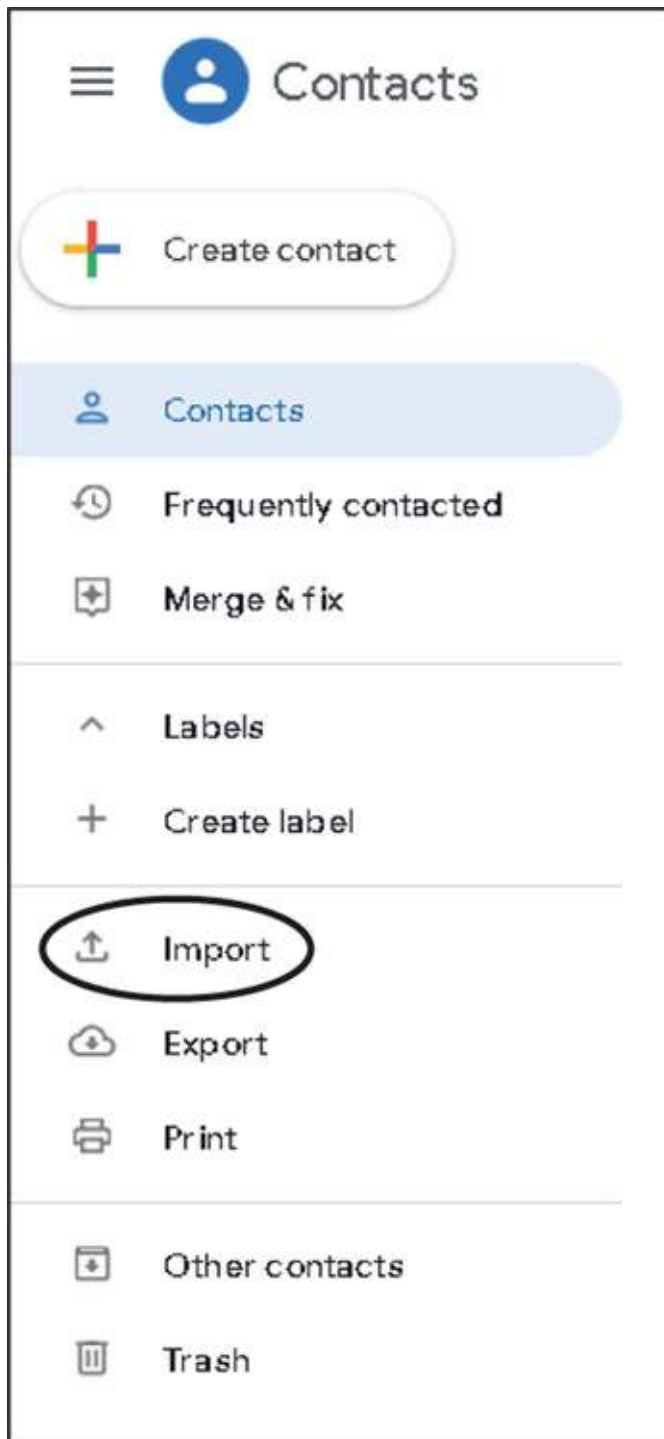 Contacts
Create contact
Contacts
Frequently contacted
Merge & fix
Labels
Create label
Import
Export
Print
Other contacts
Trash